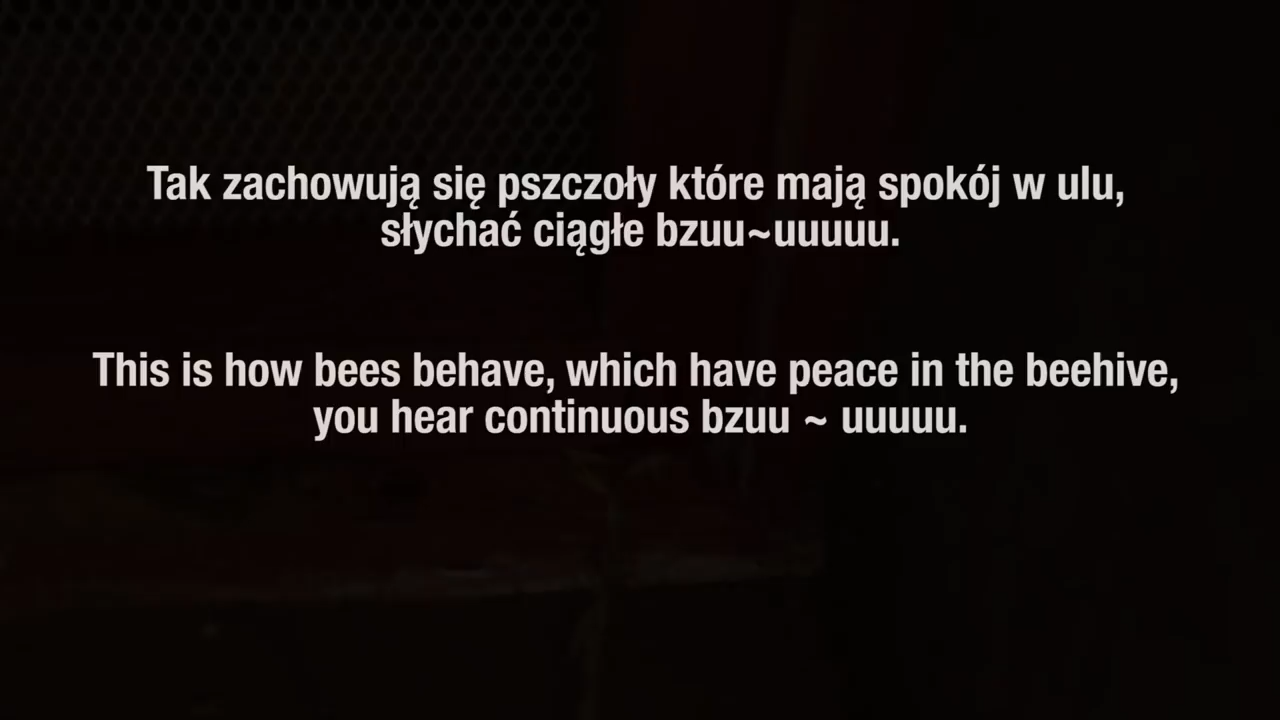 Tak zachowują się pszczoły które mają spokój w ulu,
słychać ciągłe bzuu~uuuuu.
This is how bees behave, which have peace in the beehive,
you hear continuous bzuu ~ uuuuu.